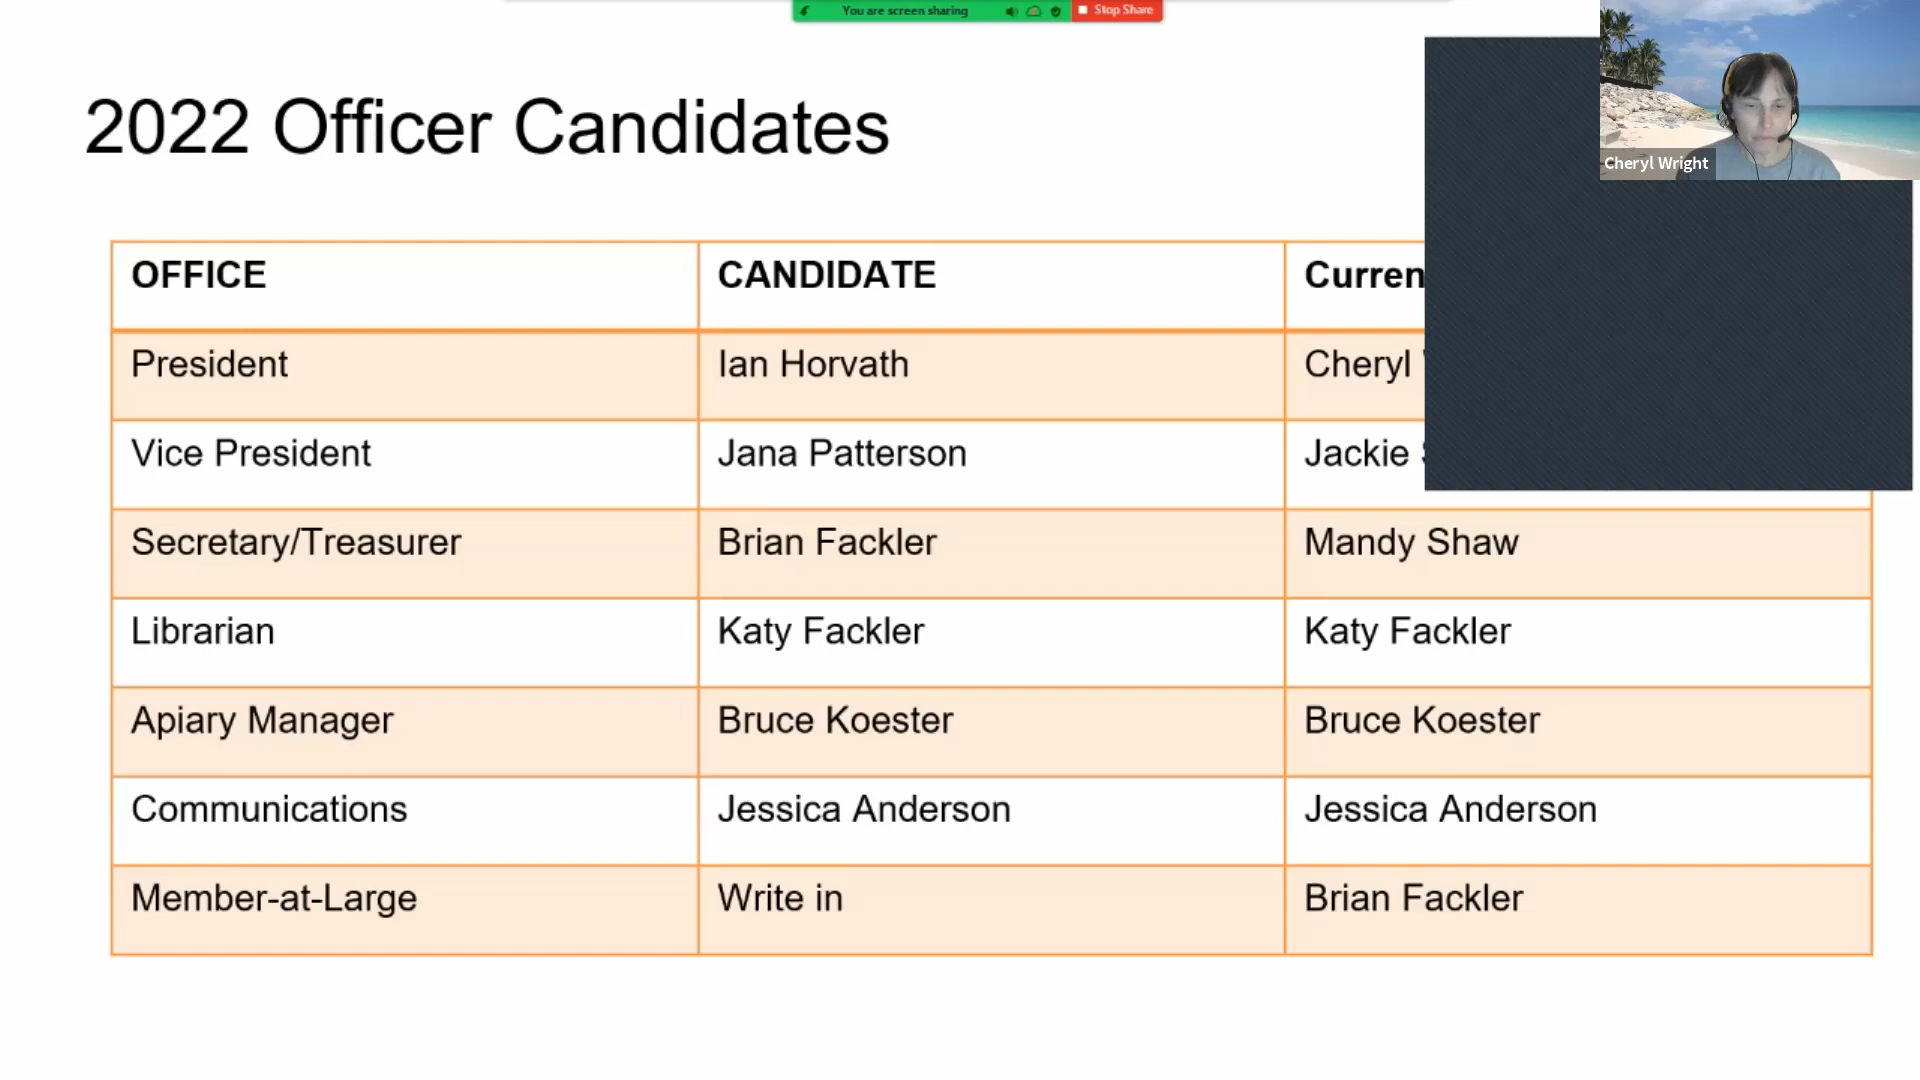 You are screen sharing
Stop Share
Cheryl Wright
2022 Officer Candidates
OFFICE CANDIDATE Curren
President Ian Horvath Cheryl
Vice President Jana Patterson Jackie
Secretary/Treasurer Brian Fackler Mandy Shaw
Librarian Katy Fackler Katy Fackler
Apiary Manager Bruce Koester Bruce Koester
Communications Jessica Anderson Jessica Anderson
Member-at-Large Write in Brian Fackler